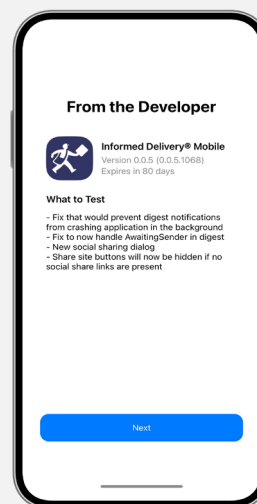 From the Developer
Informed Delivery® Mobile
Version 0.0.5 (0.0.5.1068)
Expires in 80 days
What to Test
- Fix that would prevent digest notifications
from crashing application in the background
- Fix to now handle AwaitingSender in digest
- New social sharing dialog
- Share site buttons will now be hidden if no
social share links are present
Next